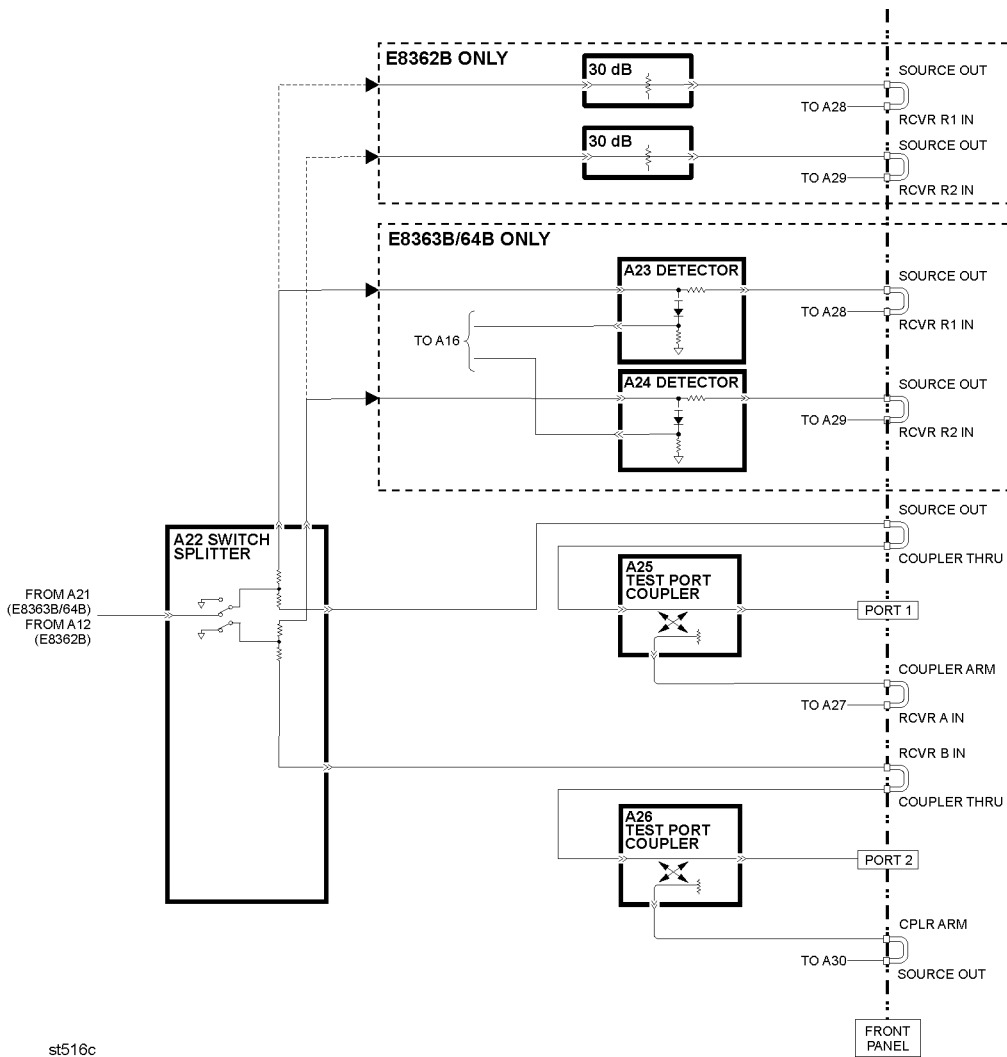 E8362B ONLY
30 dB
SOURCE OUT
TO A28
RCVR R1 IN
30 dB
SOURCE OUT
TO A29
RCVR R2 IN
E8363B/64B ONLY
A23 DETECTOR
SOURCE OUT
TO A28
RCVR R1 IN
TO A16
A24 DETECTOR
SOURCE OUT
TO A29
RCVR R2 IN
SOURCE OUT
COUPLER THRU
A22 SWITCH
SPLITTER
FROM A21
(E8363B/64B)
FROM A12
(E8362B)
A25
TEST PORT
COUPLER
PORT 1
COUPLER ARM
TO A27
RCVR A IN
RCVR B IN
COUPLER THRU
A26
TEST PORT
COUPLER
PORT 2
CPLR ARM
TO A30
SOURCE OUT
FRONT
PANEL
st516c